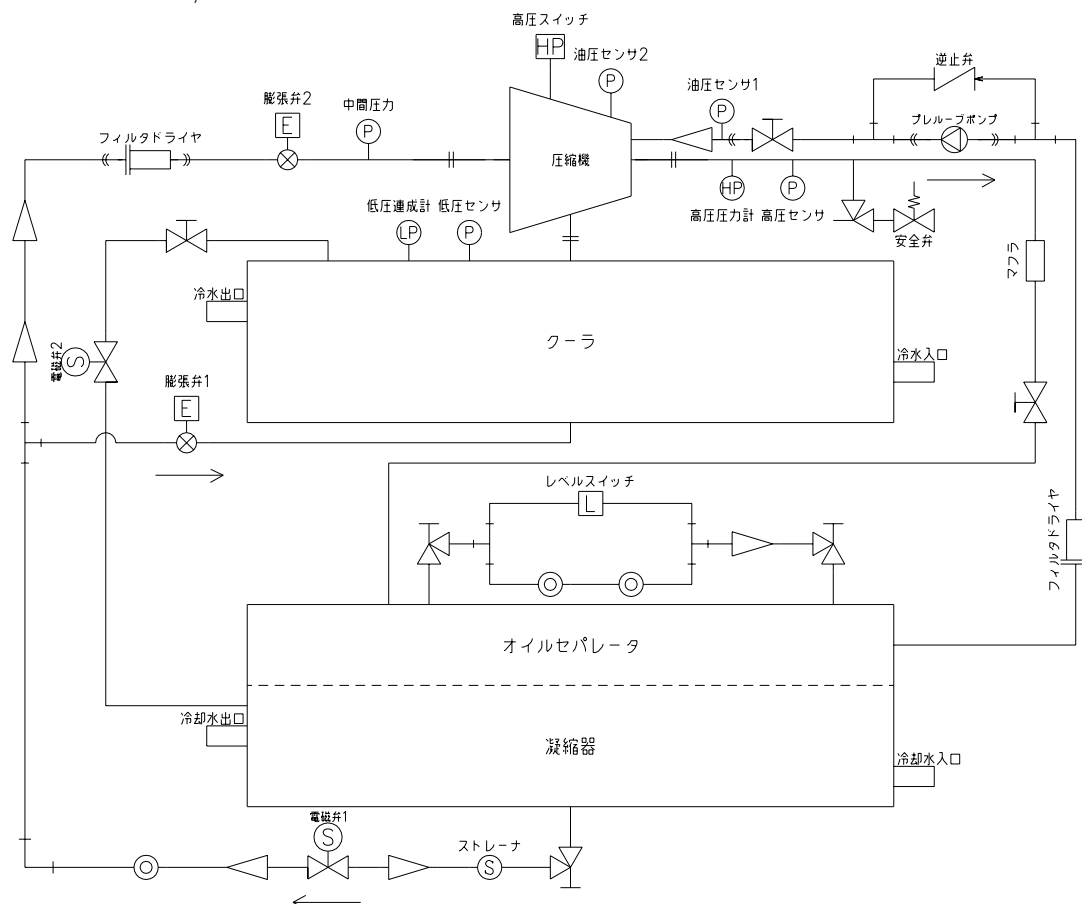 高圧スイッチ
HP
油圧センサ2
P
逆止弁
膨張弁2
E
中間圧力
P
油圧センサ1
P
プレルーブポンプ
フィルタドライヤ
圧縮機
HP
P
高圧圧力計
高圧センサ
低圧連成計
低圧センサ
LP
P
安全弁
マフラ
冷水出口
クーラ
電磁弁2
S
冷水入口
膨張弁1
E
レベルスイッチ
L
フィルタドライヤ
オイルセパレータ
冷却水出口
凝縮器
冷却水入口
電磁弁1
S
ストレーナ
S